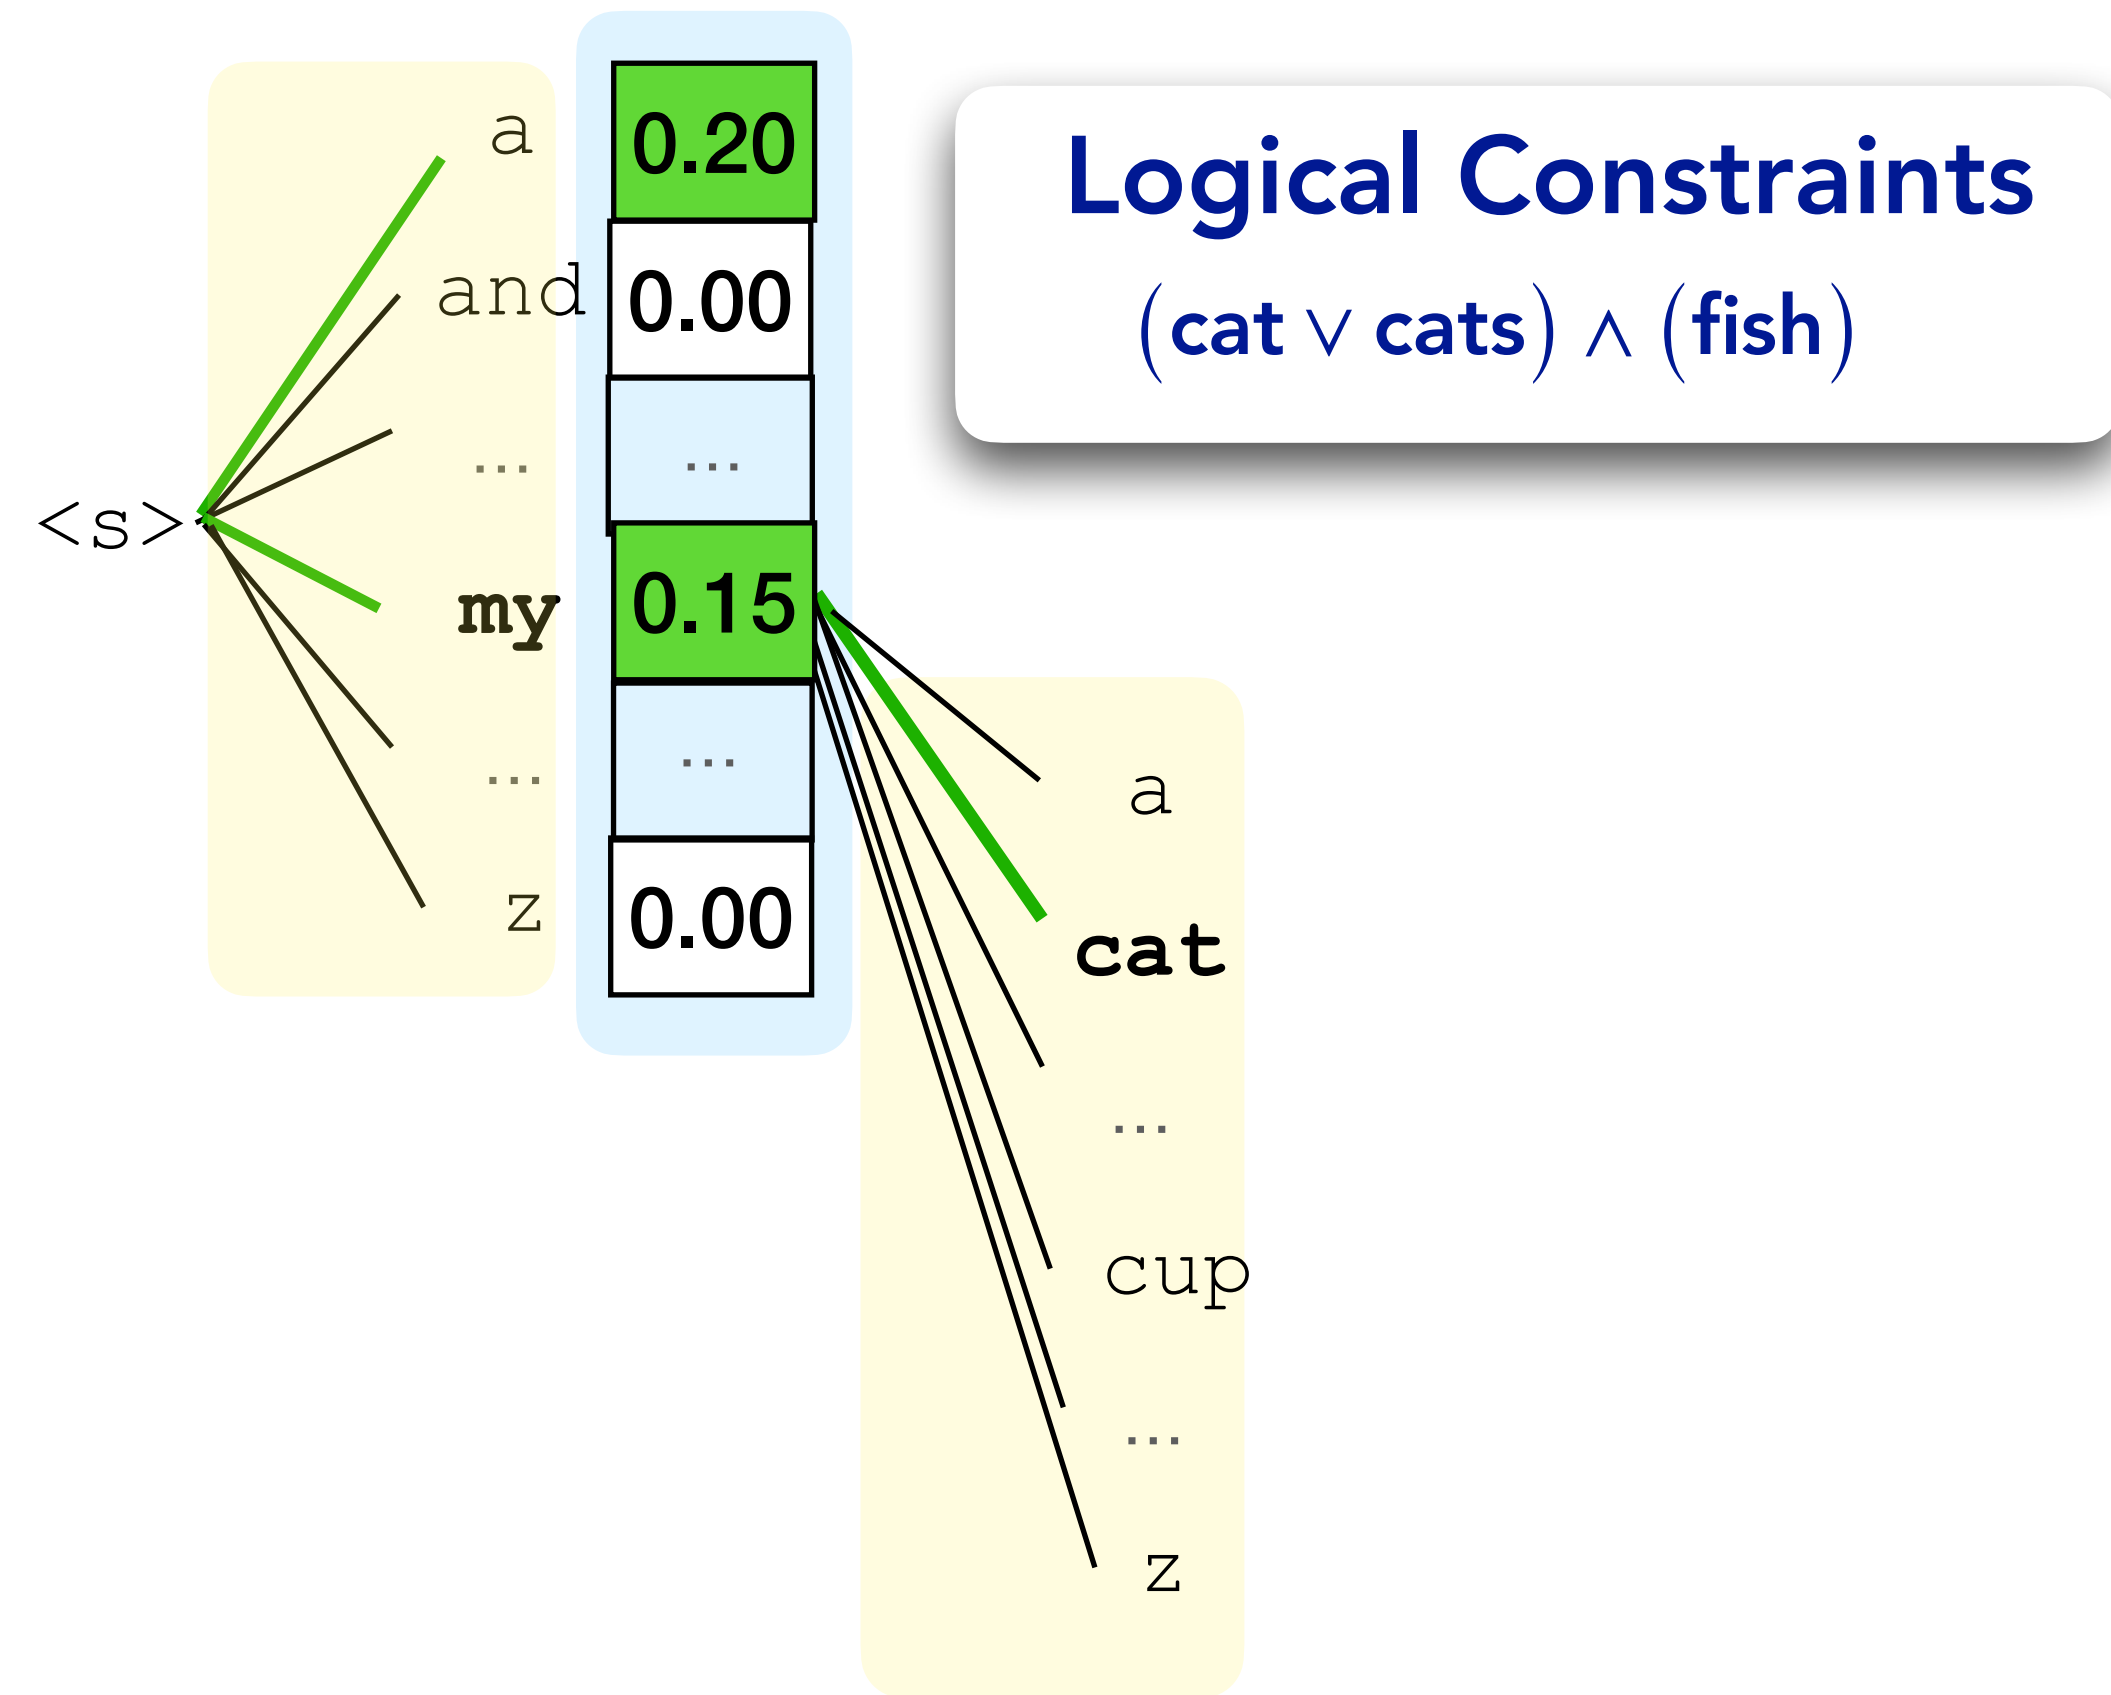 Logical Constraints
(cat ∨ cats) ∧ (fish)
<s>
a 0.20
and 0.00
... ...
my 0.15
... ...
z 0.00
a
cat
...
cup
...
z